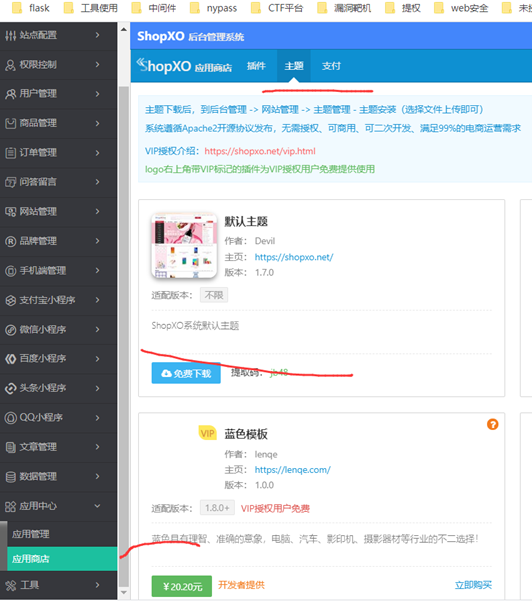 flask 工具使用 中间件 nypass CTF平台 漏洞靶机 提权 web安全
站点配置
权限控制
用户管理
商品管理
订单管理
问答留言
网站管理
品牌管理
手机端管理
支付宝小程序
微信小程序
百度小程序
头条小程序
QQ小程序
文章管理
数据管理
应用中心
应用管理
应用商店
工具
ShopXO 后台管理系统
ShopXO 应用商店 插件 主题 支付
主题下载后，到后台管理 -> 网站管理 -> 主题管理 - 主题安装（选择文件上传即可）
系统遵循Apache2开源协议发布，无需授权、可商用、可二次开发、满足99%的电商运营需求
VIP授权介绍：https://shopxo.net/vip.html
logo右上角带VIP标记的插件为VIP授权用户免费提供使用
默认主题
作者： Devil
主页： https://shopxo.net/
版本： 1.7.0
适配版本： 不限
ShopXO系统默认主题
免费下载 提取码： jb48
VIP 蓝色模板
作者： lenqe
主页： https://lenqe.com/
版本： 1.0.0
适配版本： 1.8.0+ VIP授权用户免费
蓝色具有理智、准确的意象，电脑、汽车、影印机、摄影器材等行业的不二选择！
￥20.20元 开发者提供 立即购买